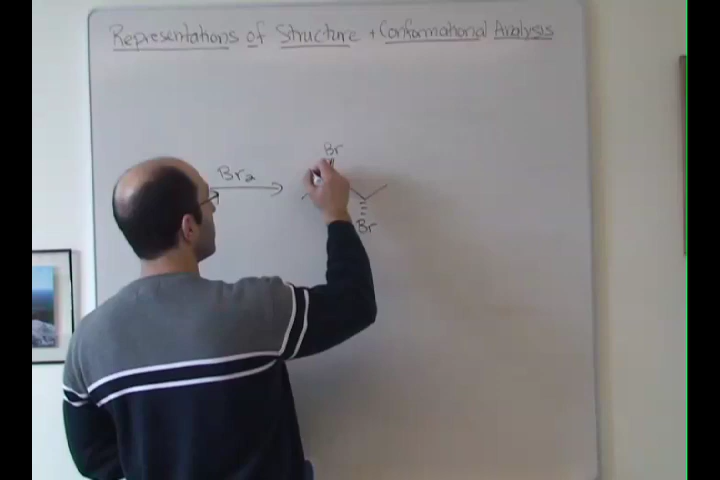 Representations of Structure + Conformational Analysis
Br
Br2
Br